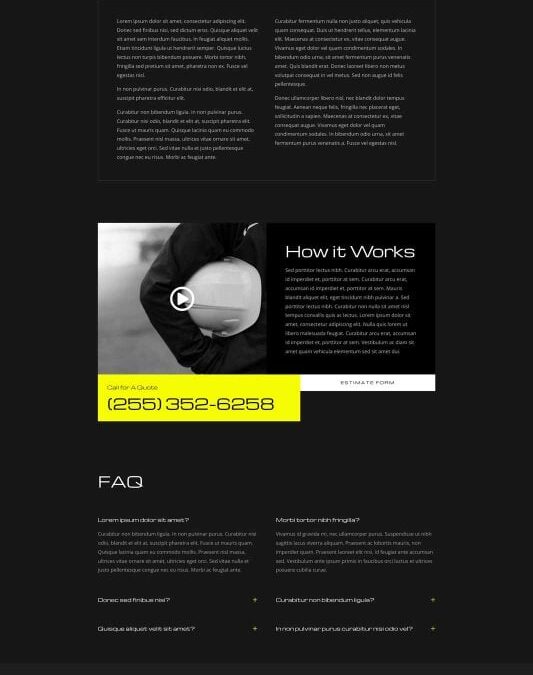 Lorem ipsum dolor sit amet, consectetur adipiscing elit.
Donec sed finibus nisi, sed dictum eros. Quisque aliquet velit
sit amet sem interdum faucibus. In feugiat aliquet mollis.
Etiam tincidunt ligula ut hendrerit semper. Quisque luctus
lectus non turpis bibendum posuere. Morbi tortor nibh,
fringilla sed pretium sit amet, pharetra non ex. Fusce vel
egestas nisl.
In non pulvinar purus. Curabitur nisi odio, blandit et elit at,
suscipit pharetra efficitur elit.
Curabitur non bibendum ligula. In non pulvinar purus.
Curabitur nisi odio, blandit et elit at, suscipit pharetra elit.
Fusce ut mauris quam. Quisque lacinia quam eu commodo
mollis. Praesent nisl massa, ultrices vitae ornare sit amet,
ultricies eget orci. Sed vitae nulla et justo pellentesque
congue nec eu risus. Morbi ac feugiat ante.
Curabitur fermentum nulla non justo aliquet, quis vehicula
quam consequat. Duis ut hendrerit tellus, elementum lacinia
elit. Maecenas at consectetur ex, vitae consequat augue.
Vivamus eget dolor vel quam condimentum sodales. In
bibendum odio urna, sit amet fermentum purus venenatis
amet. Quis blandit erat. Donec laoreet libero non metus
volutpat consequat in vel metus. Sed non augue id felis
pellentesque.
Donec ullamcorper libero nisl, nec blandit dolor tempus
feugiat. Aenean neque felis, fringilla nec placerat eget,
sollicitudin a sapien. Maecenas at consectetur ex, vitae
consequat augue. Vivamus eget dolor vel quam
condimentum sodales. In bibendum odio urna, sit amet
fermentum purus venenatis a. Fusce vel egestas nisl.
How it Works
Sed porttitor lectus nibh. Curabitur arcu erat, accumsan
id imperdiet et, porttitor at sem. Curabitur arcu erat,
accumsan id imperdiet et, porttitor at sem. Mauris
blandit aliquet elit, eget tincidunt nibh pulvinar a. Sed
porttitor lectus nibh. Curabitur non nulla sit amet nisl
tempus convallis quis ac lectus. Lorem ipsum dolor sit
amet, consectetur adipiscing elit. Nulla quis lorem ut
libero malesuada feugiat. Curabitur arcu erat, accumsan
id imperdiet et, porttitor at sem. Vestibulum ac diam sit
amet quam vehicula elementum sed sit amet dui.
ESTIMATE FORM
Call for A Quote
(255) 352-6258
FAQ
Lorem ipsum dolor sit amet?
Curabitur non bibendum ligula. In non pulvinar purus. Curabitur nisi
odio, blandit et elit at, suscipit pharetra elit. Fusce ut mauris quam.
Quisque lacinia quam eu commodo mollis. Praesent nisl massa,
ultrices vitae ornare sit amet, ultricies eget orci. Sed vitae nulla et
justo pellentesque congue nec eu risus. Morbi ac feugiat ante.
Morbi tortor nibh fringilla?
Vivamus id gravida mi, nec ullamcorper purus. Suspendisse ut nibh
sagittis lacus viverra aliquam. Praesent ac lobortis mauris, non
imperdiet quam. Praesent laoreet elit nisi, id feugiat ante accumsan
sed. Vestibulum ante ipsum primis in faucibus orci luctus et ultrices
posuere cubilia curae.
Donec sed finibus nisi? +
Curabitur non bibendum ligula? +
Quisque aliquet velit sit amet? +
In non pulvinar purus curabitur nisi odio vel? +